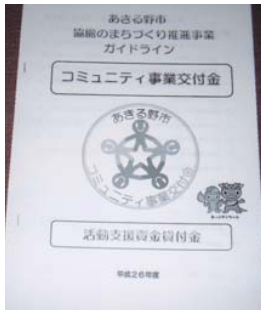 あきる野市
協働のまちづくり推進事業
ガイドライン
コミュニティ事業交付金
あきる野市
コミュニティ事業交付金
活動支援資金貸付金
平成26年度